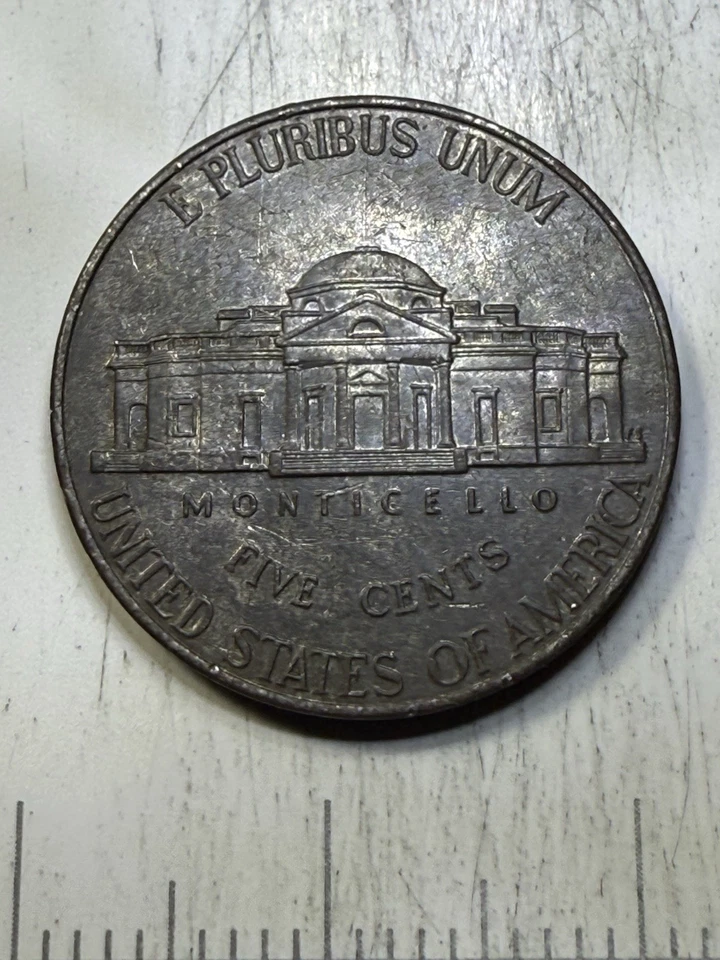 E PLURIBUS UNUM
MONTICELLO
FIVE CENTS
UNITED STATES OF AMERICA